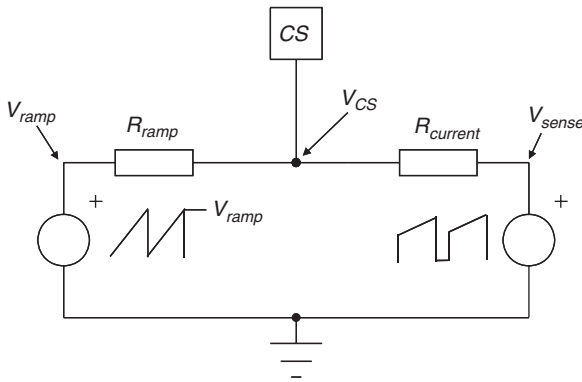 CS
V_CS
V_ramp
R_ramp
R_current
V_sense
+
V_ramp
+